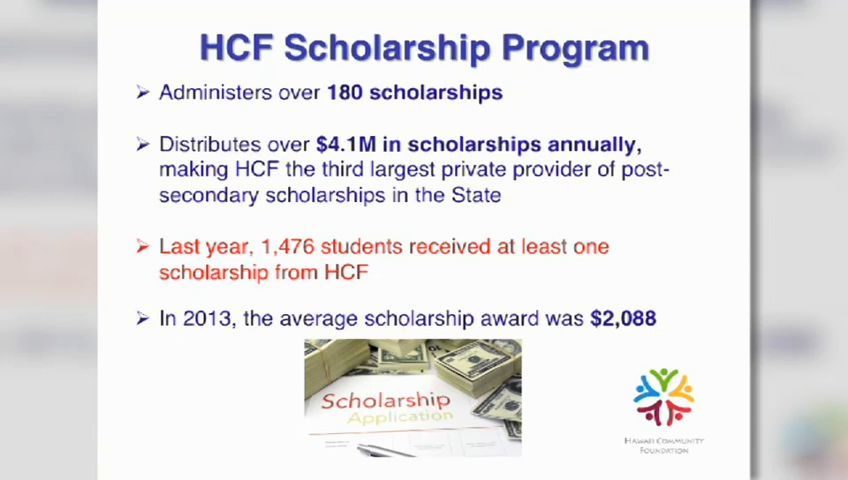 HCF Scholarship Program
Administers over 180 scholarships
Distributes over $4.1M in scholarships annually,
making HCF the third largest private provider of post-
secondary scholarships in the State
Last year, 1,476 students received at least one
scholarship from HCF
In 2013, the average scholarship award was $2,088
Scholarship
Application
HAWAII COMMUNITY
FOUNDATION